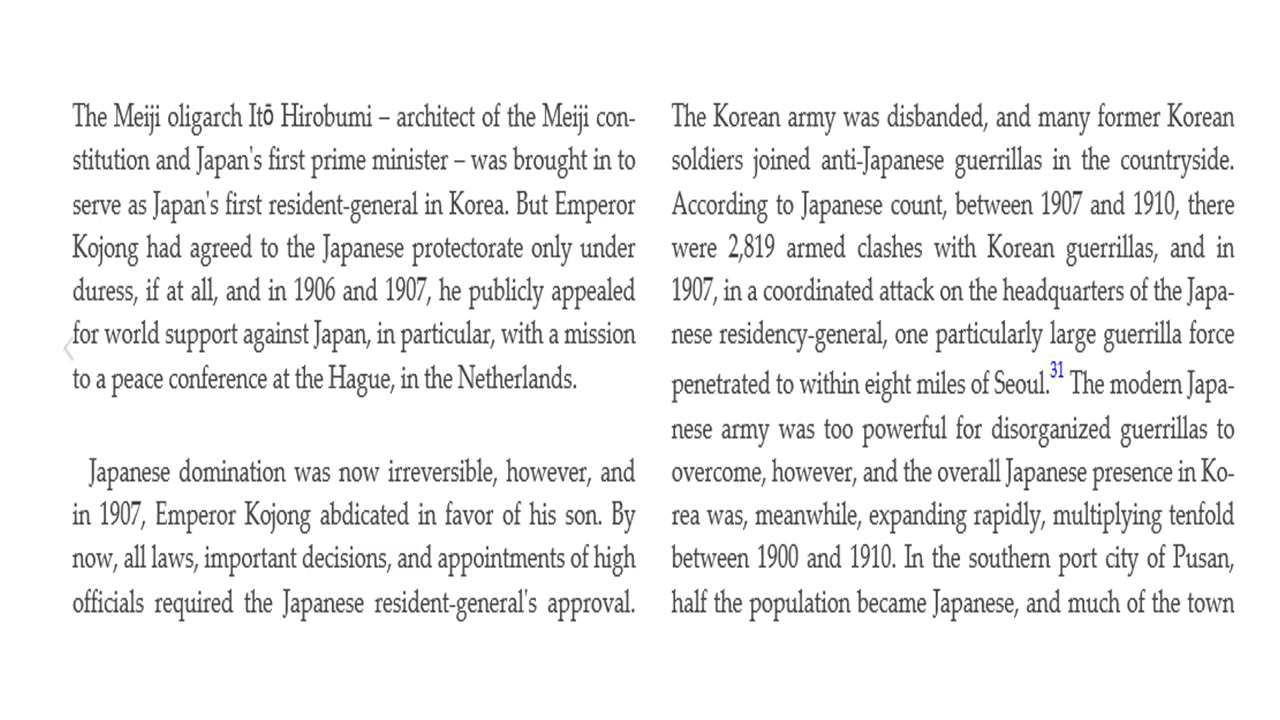 The Meiji oligarch Itō Hirobumi – architect of the Meiji con-
stitution and Japan's first prime minister – was brought in to
serve as Japan's first resident-general in Korea. But Emperor
Kojong had agreed to the Japanese protectorate only under
duress, if at all, and in 1906 and 1907, he publicly appealed
for world support against Japan, in particular, with a mission
to a peace conference at the Hague, in the Netherlands.
Japanese domination was now irreversible, however, and
in 1907, Emperor Kojong abdicated in favor of his son. By
now, all laws, important decisions, and appointments of high
officials required the Japanese resident-general's approval.
The Korean army was disbanded, and many former Korean
soldiers joined anti-Japanese guerrillas in the countryside.
According to Japanese count, between 1907 and 1910, there
were 2,819 armed clashes with Korean guerrillas, and in
1907, in a coordinated attack on the headquarters of the Japa-
nese residency-general, one particularly large guerrilla force
penetrated to within eight miles of Seoul.31 The modern Japa-
nese army was too powerful for disorganized guerrillas to
overcome, however, and the overall Japanese presence in Ko-
rea was, meanwhile, expanding rapidly, multiplying tenfold
between 1900 and 1910. In the southern port city of Pusan,
half the population became Japanese, and much of the town